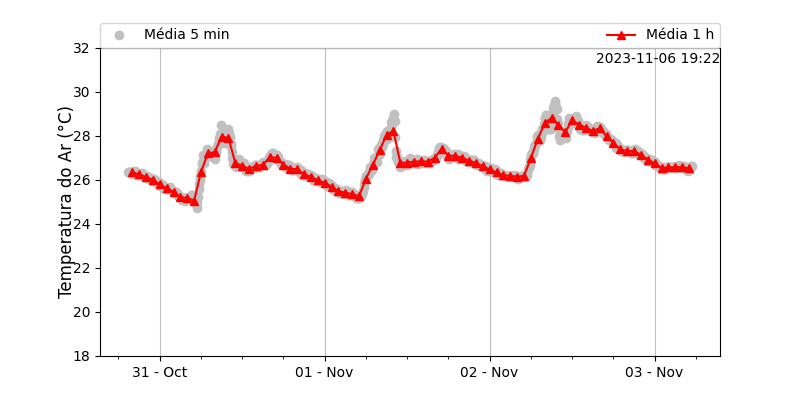 Média 5 min
Média 1 h
2023-11-06 19:22
Temperatura do Ar (°C)
32
30
28
26
24
22
20
18
31 - Oct
01 - Nov
02 - Nov
03 - Nov